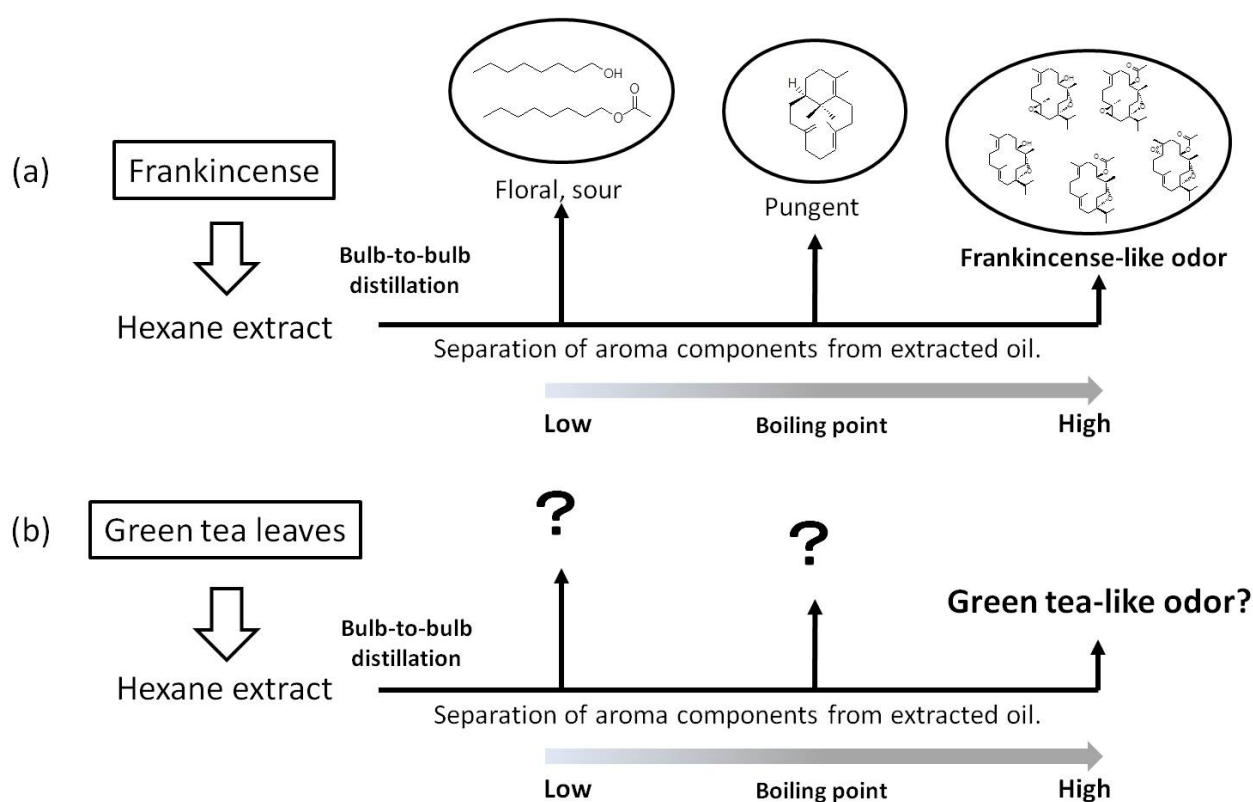 (a)
Frankincense
Hexane extract
Bulb-to-bulb
distillation
OH
O
O
Floral, sour
H
Pungent
Frankincense-like odor
Separation of aroma components from extracted oil.
Low
Boiling point
High
(b)
Green tea leaves
Hexane extract
Bulb-to-bulb
distillation
?
?
Green tea-like odor?
Separation of aroma components from extracted oil.
Low
Boiling point
High